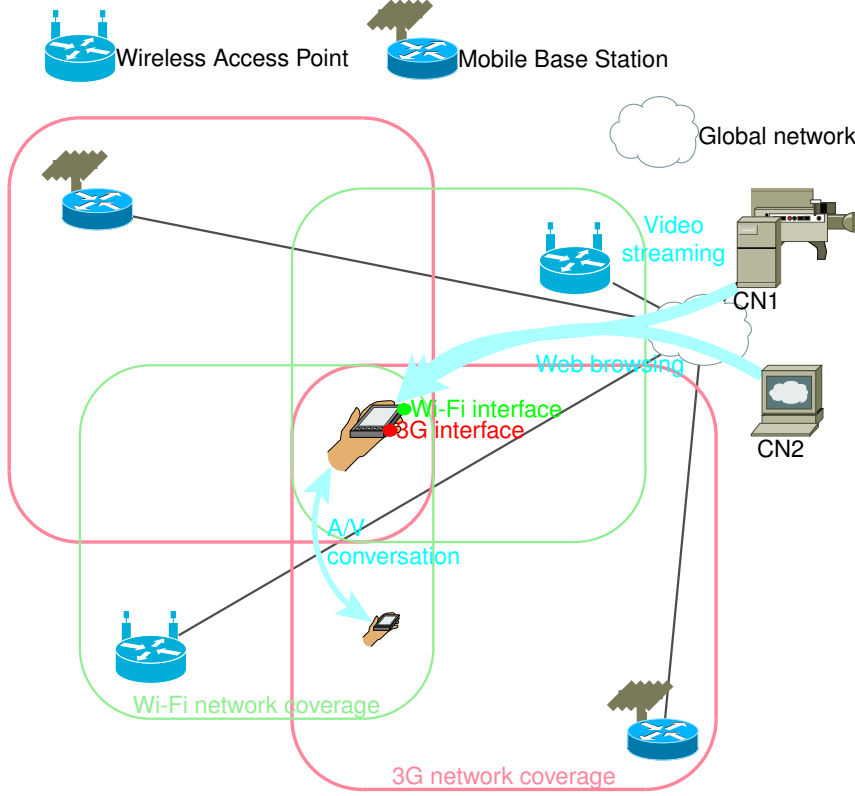 Wireless Access Point
Mobile Base Station
Global network
Video
streaming
CN1
Web browsing
Wi-Fi interface
3G interface
CN2
A/V
conversation
Wi-Fi network coverage
3G network coverage